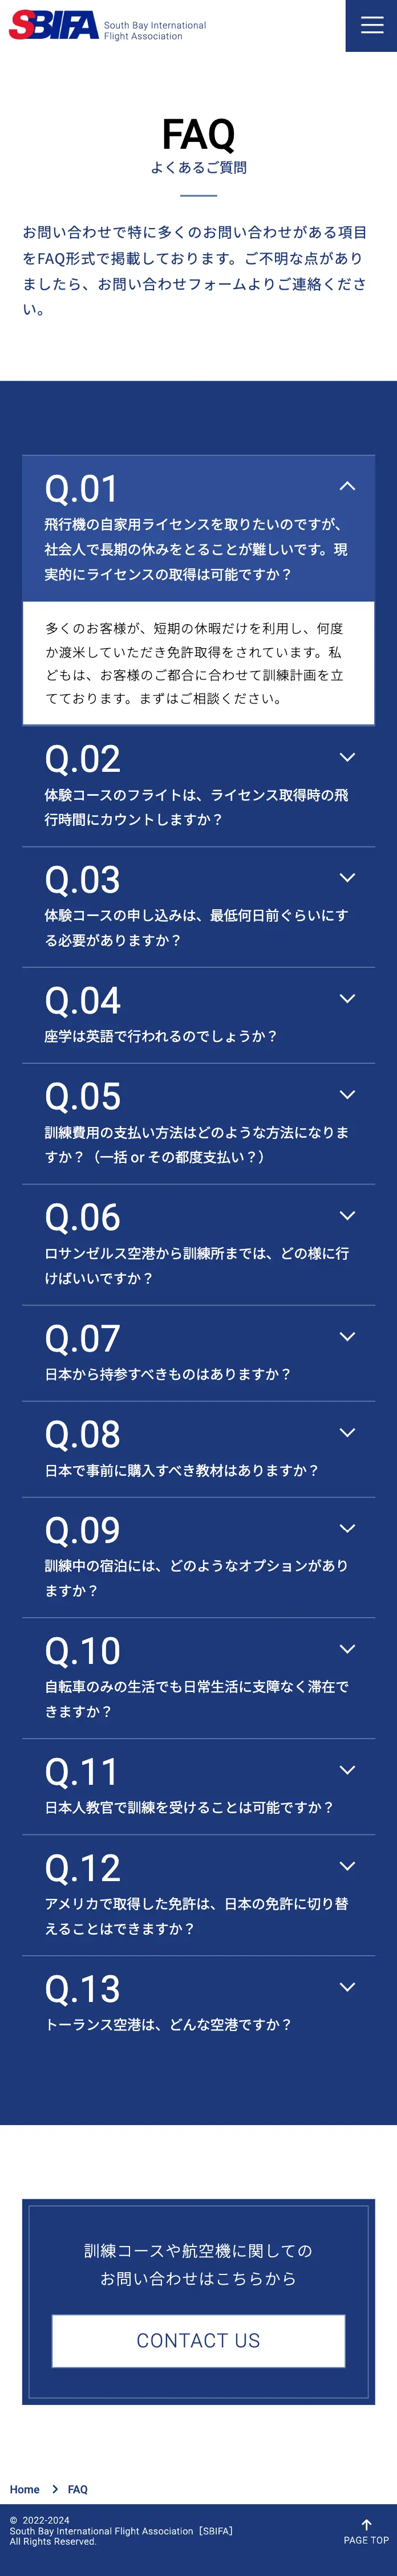 SBIFA
South Bay International
Flight Association
FAQ
よくあるご質問
お問い合わせで特に多くのお問い合わせがある項目
をFAQ形式で掲載しております。ご不明な点があり
ましたら、お問い合わせフォームよりご連絡くださ
い。
Q.01
飛行機の自家用ライセンスを取りたいのですが、
社会人で長期の休みをとることが難しいです。現
実的にライセンスの取得は可能ですか？
多くのお客様が、短期の休暇だけを利用し、何度
か渡米していただき免許取得をされています。私
どもは、お客様のご都合に合わせて訓練計画を立
てております。まずはご相談ください。
Q.02
体験コースのフライトは、ライセンス取得時の飛
行時間にカウントしますか？
Q.03
体験コースの申し込みは、最低何日前ぐらいにす
る必要がありますか？
Q.04
座学は英語で行われるのでしょうか？
Q.05
訓練費用の支払い方法はどのような方法になりま
すか？（一括 or その都度支払い？）
Q.06
ロサンゼルス空港から訓練所までは、どの様に行
けばいいですか？
Q.07
日本から持参すべきものはありますか？
Q.08
日本で事前に購入すべき教材はありますか？
Q.09
訓練中の宿泊には、どのようなオプションがあり
ますか？
Q.10
自転車のみの生活でも日常生活に支障なく滞在で
きますか？
Q.11
日本人教官で訓練を受けることは可能ですか？
Q.12
アメリカで取得した免許は、日本の免許に切り替
えることはできますか？
Q.13
トーランス空港は、どんな空港ですか？
訓練コースや航空機に関しての
お問い合わせはこちらから
CONTACT US
Home FAQ
© 2022-2024
South Bay International Flight Association［SBIFA］
All Rights Reserved.
PAGE TOP